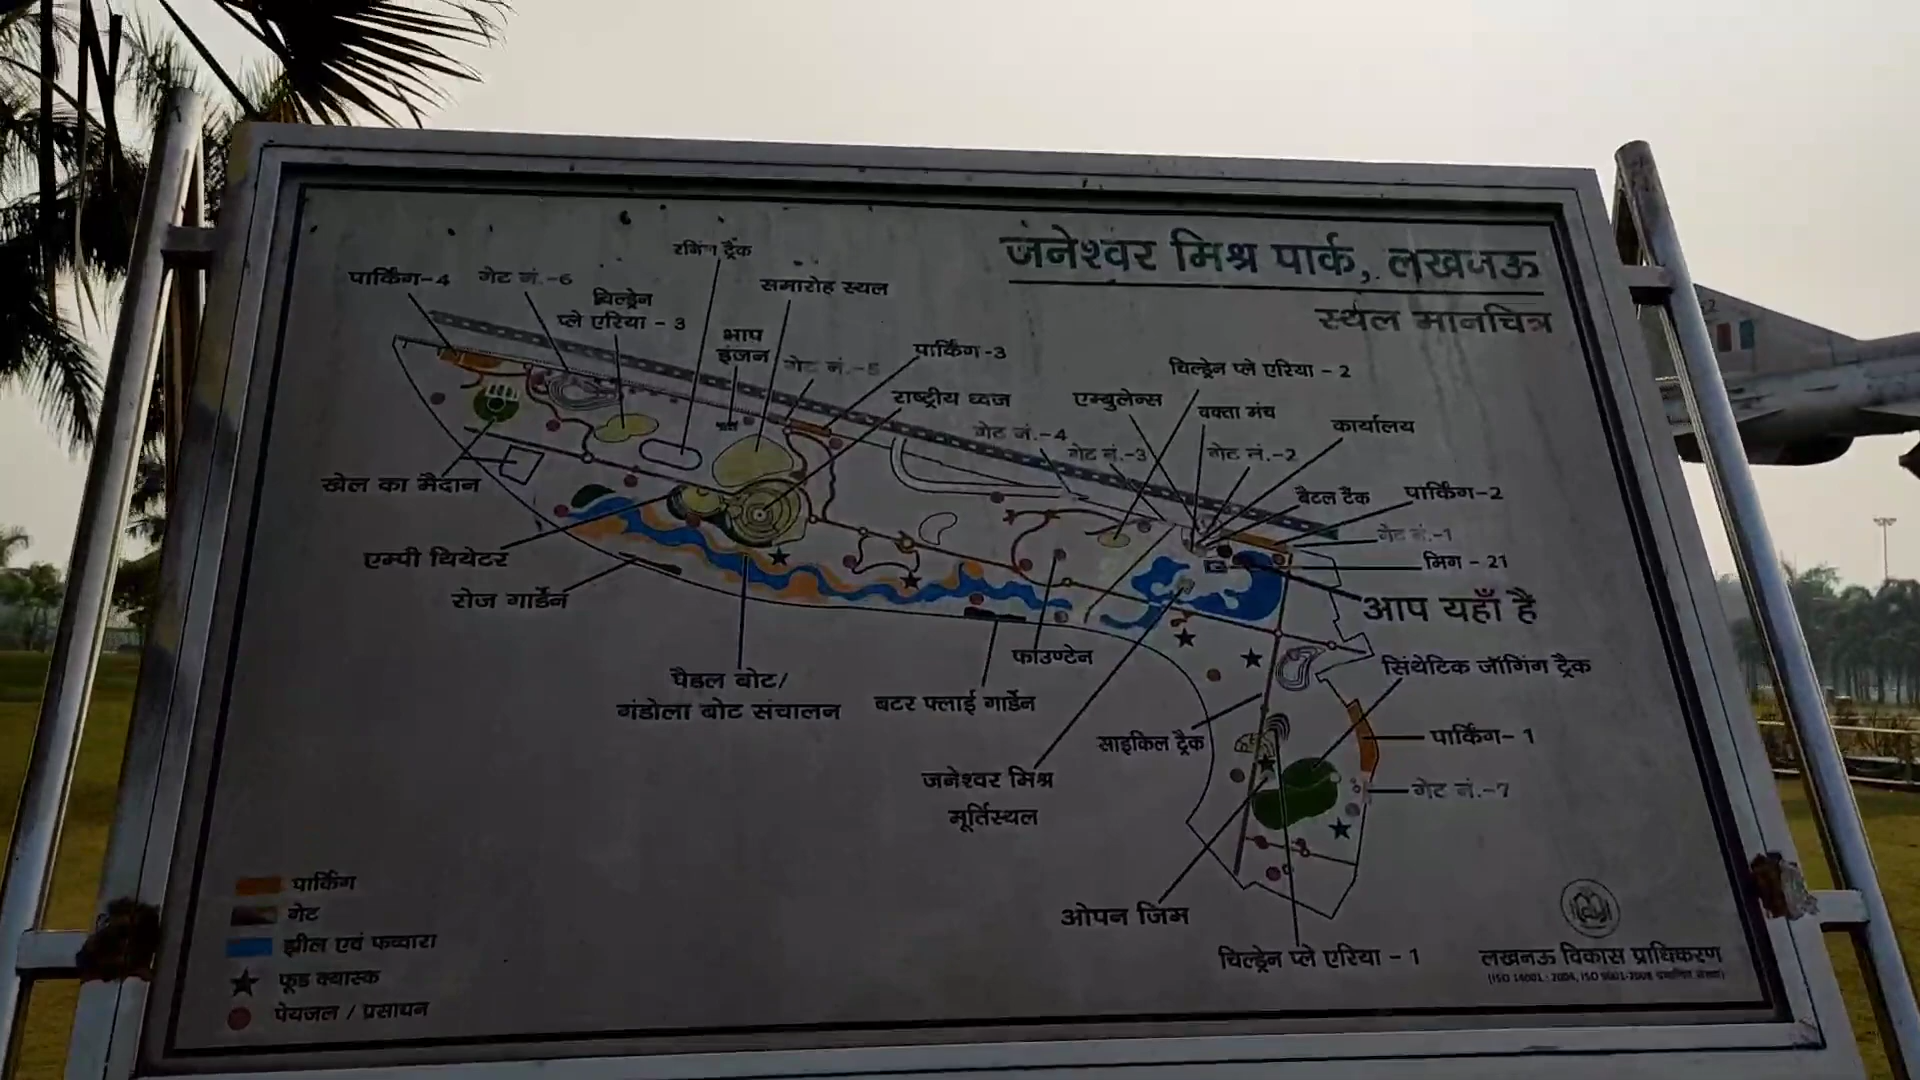 जनेश्वर मिश्र पार्क, लखनऊ
स्थल मानचित्र
रनिंग ट्रैक
पार्किंग-4
गेट नं.-6
समारोह स्थल
चिल्ड्रेन
प्ले एरिया - 3
भाप
इंजन
गेट नं.-5
पार्किंग-3
राष्ट्रीय ध्वज
चिल्ड्रेन प्ले एरिया - 2
एम्बुलेन्स
वक्ता मंच
कार्यालय
गेट नं.-4
गेट नं.-3
गेट नं.-2
बैटल टैंक
पार्किंग-2
गेट नं.-1
मिग - 21
आप यहाँ हैं
खेल का मैदान
एम्पी थियेटर
रोज गार्डेन
पैडल बोट/
गंडोला बोट संचालन
बटर फ्लाई गार्डेन
फाउण्टेन
सिंथेटिक जॉगिंग ट्रैक
साइकिल ट्रैक
पार्किंग- 1
जनेश्वर मिश्र
मूर्तिस्थल
गेट नं.-7
ओपन जिम
चिल्ड्रेन प्ले एरिया - 1
पार्किंग
गेट
झील एवं फव्वारा
फूड क्यास्क
पेयजल / प्रसाधन
लखनऊ विकास प्राधिकरण